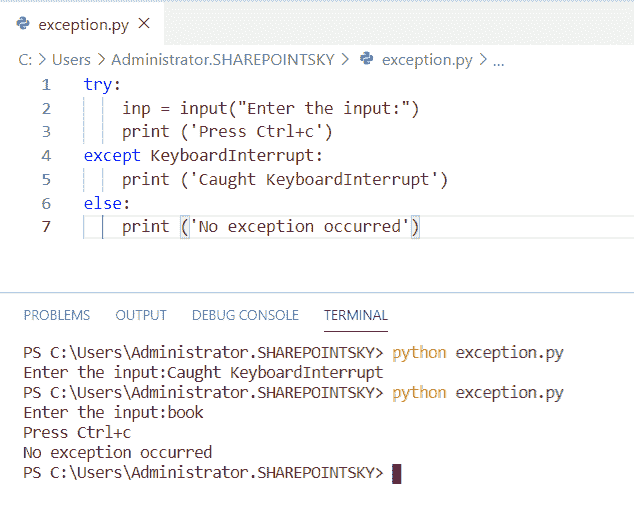 exception.py ×
C: > Users > Administrator.SHAREPOINTSKY > exception.py > ...
1 try:
2 inp = input("Enter the input:")
3 print ('Press Ctrl+c')
4 except KeyboardInterrupt:
5 print ('Caught KeyboardInterrupt')
6 else:
7 print ('No exception occurred')
PROBLEMS OUTPUT DEBUG CONSOLE TERMINAL
PS C:\Users\Administrator.SHAREPOINTSKY> python exception.py
Enter the input:Caught KeyboardInterrupt
PS C:\Users\Administrator.SHAREPOINTSKY> python exception.py
Enter the input:book
Press Ctrl+c
No exception occurred
PS C:\Users\Administrator.SHAREPOINTSKY>